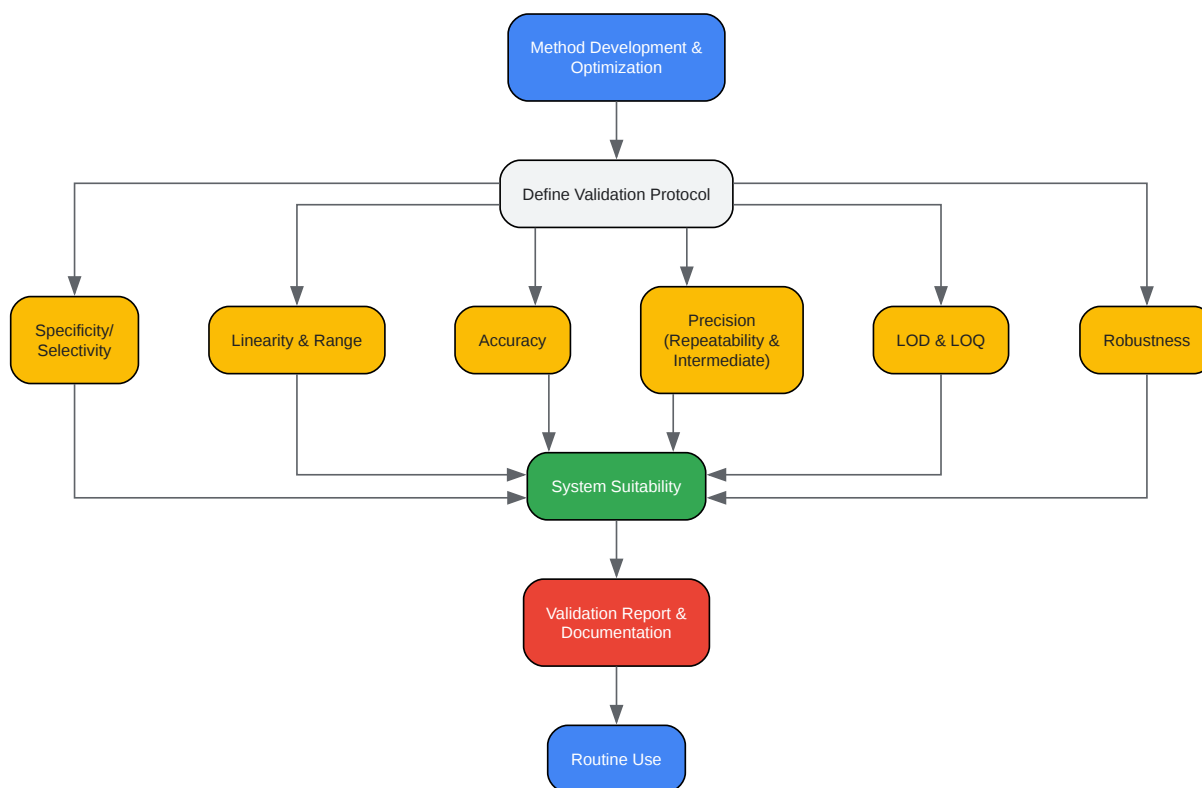 Method Development &
Optimization
Define Validation Protocol
Specificity/
Selectivity
Linearity & Range
Accuracy
Precision
(Repeatability &
Intermediate)
LOD & LOQ
Robustness
System Suitability
Validation Report &
Documentation
Routine Use